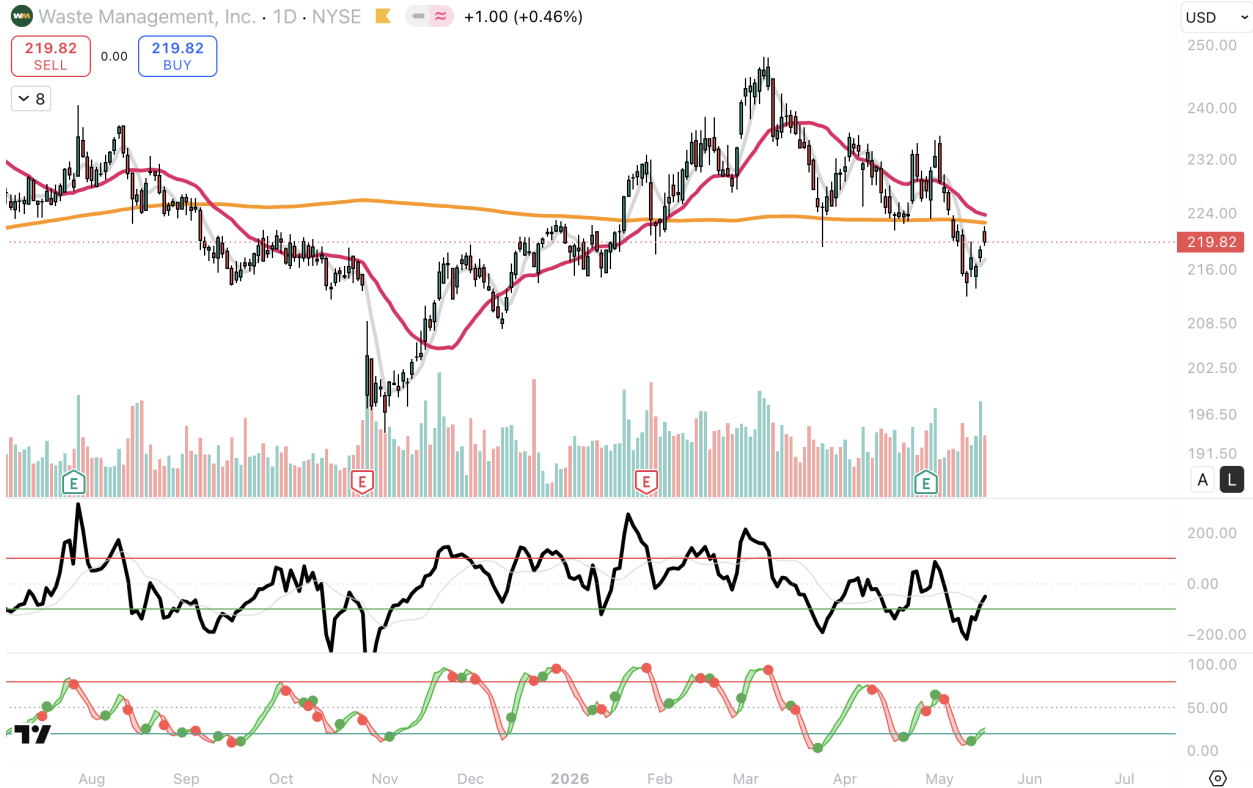 WM Waste Management, Inc. · 1D · NYSE +1.00 (+0.46%)
USD
219.82 SELL 0.00 219.82 BUY
8
250.00
240.00
232.00
224.00
219.82
216.00
208.50
202.50
196.50
191.50
E E E E
A L
200.00
0.00
−200.00
100.00
50.00
0.00
Aug Sep Oct Nov Dec 2026 Feb Mar Apr May Jun Jul